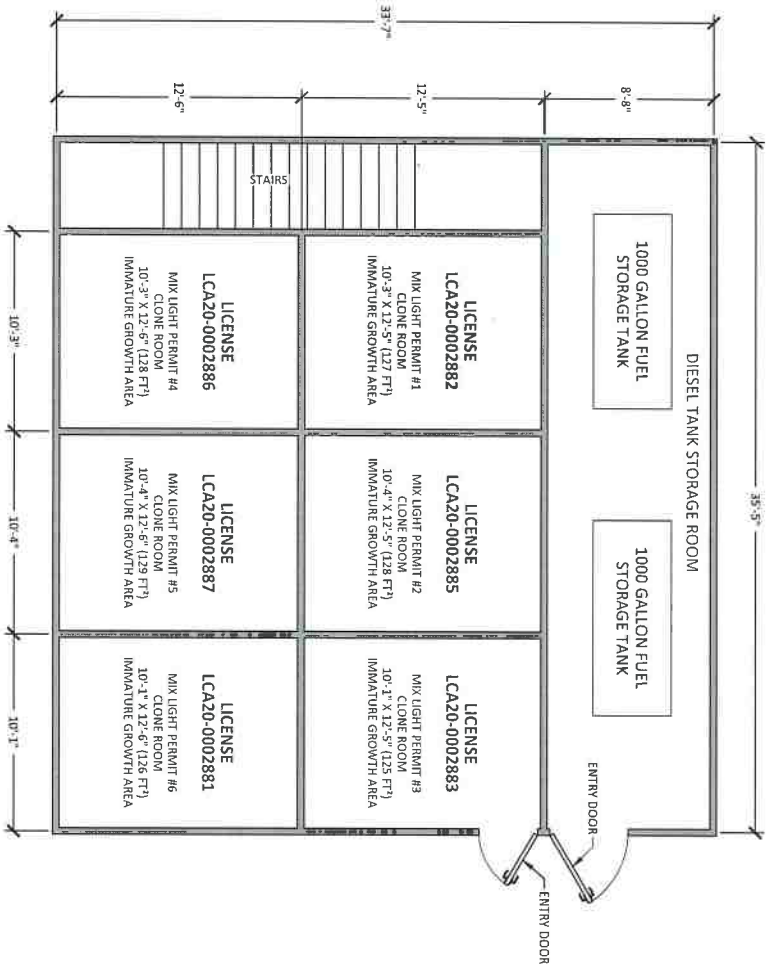 35'-5"
33'-7"
8'-8"
12'-5"
12'-6"
DIESEL TANK STORAGE ROOM
1000 GALLON FUEL
STORAGE TANK
1000 GALLON FUEL
STORAGE TANK
ENTRY DOOR
ENTRY DOOR
STAIRS
LICENSE
LCA20-0002882
MIX LIGHT PERMIT #1
CLONE ROOM
10'-3" X 12'-5" (127 FT²)
IMMATURE GROWTH AREA
LICENSE
LCA20-0002885
MIX LIGHT PERMIT #2
CLONE ROOM
10'-4" X 12'-5" (128 FT²)
IMMATURE GROWTH AREA
LICENSE
LCA20-0002883
MIX LIGHT PERMIT #3
CLONE ROOM
10'-1" X 12'-5" (125 FT²)
IMMATURE GROWTH AREA
LICENSE
LCA20-0002886
MIX LIGHT PERMIT #4
CLONE ROOM
10'-3" X 12'-6" (128 FT²)
IMMATURE GROWTH AREA
LICENSE
LCA20-0002887
MIX LIGHT PERMIT #5
CLONE ROOM
10'-4" X 12'-6" (129 FT²)
IMMATURE GROWTH AREA
LICENSE
LCA20-0002881
MIX LIGHT PERMIT #6
CLONE ROOM
10'-1" X 12'-6" (126 FT²)
IMMATURE GROWTH AREA
10'-3"
10'-4"
10'-1"